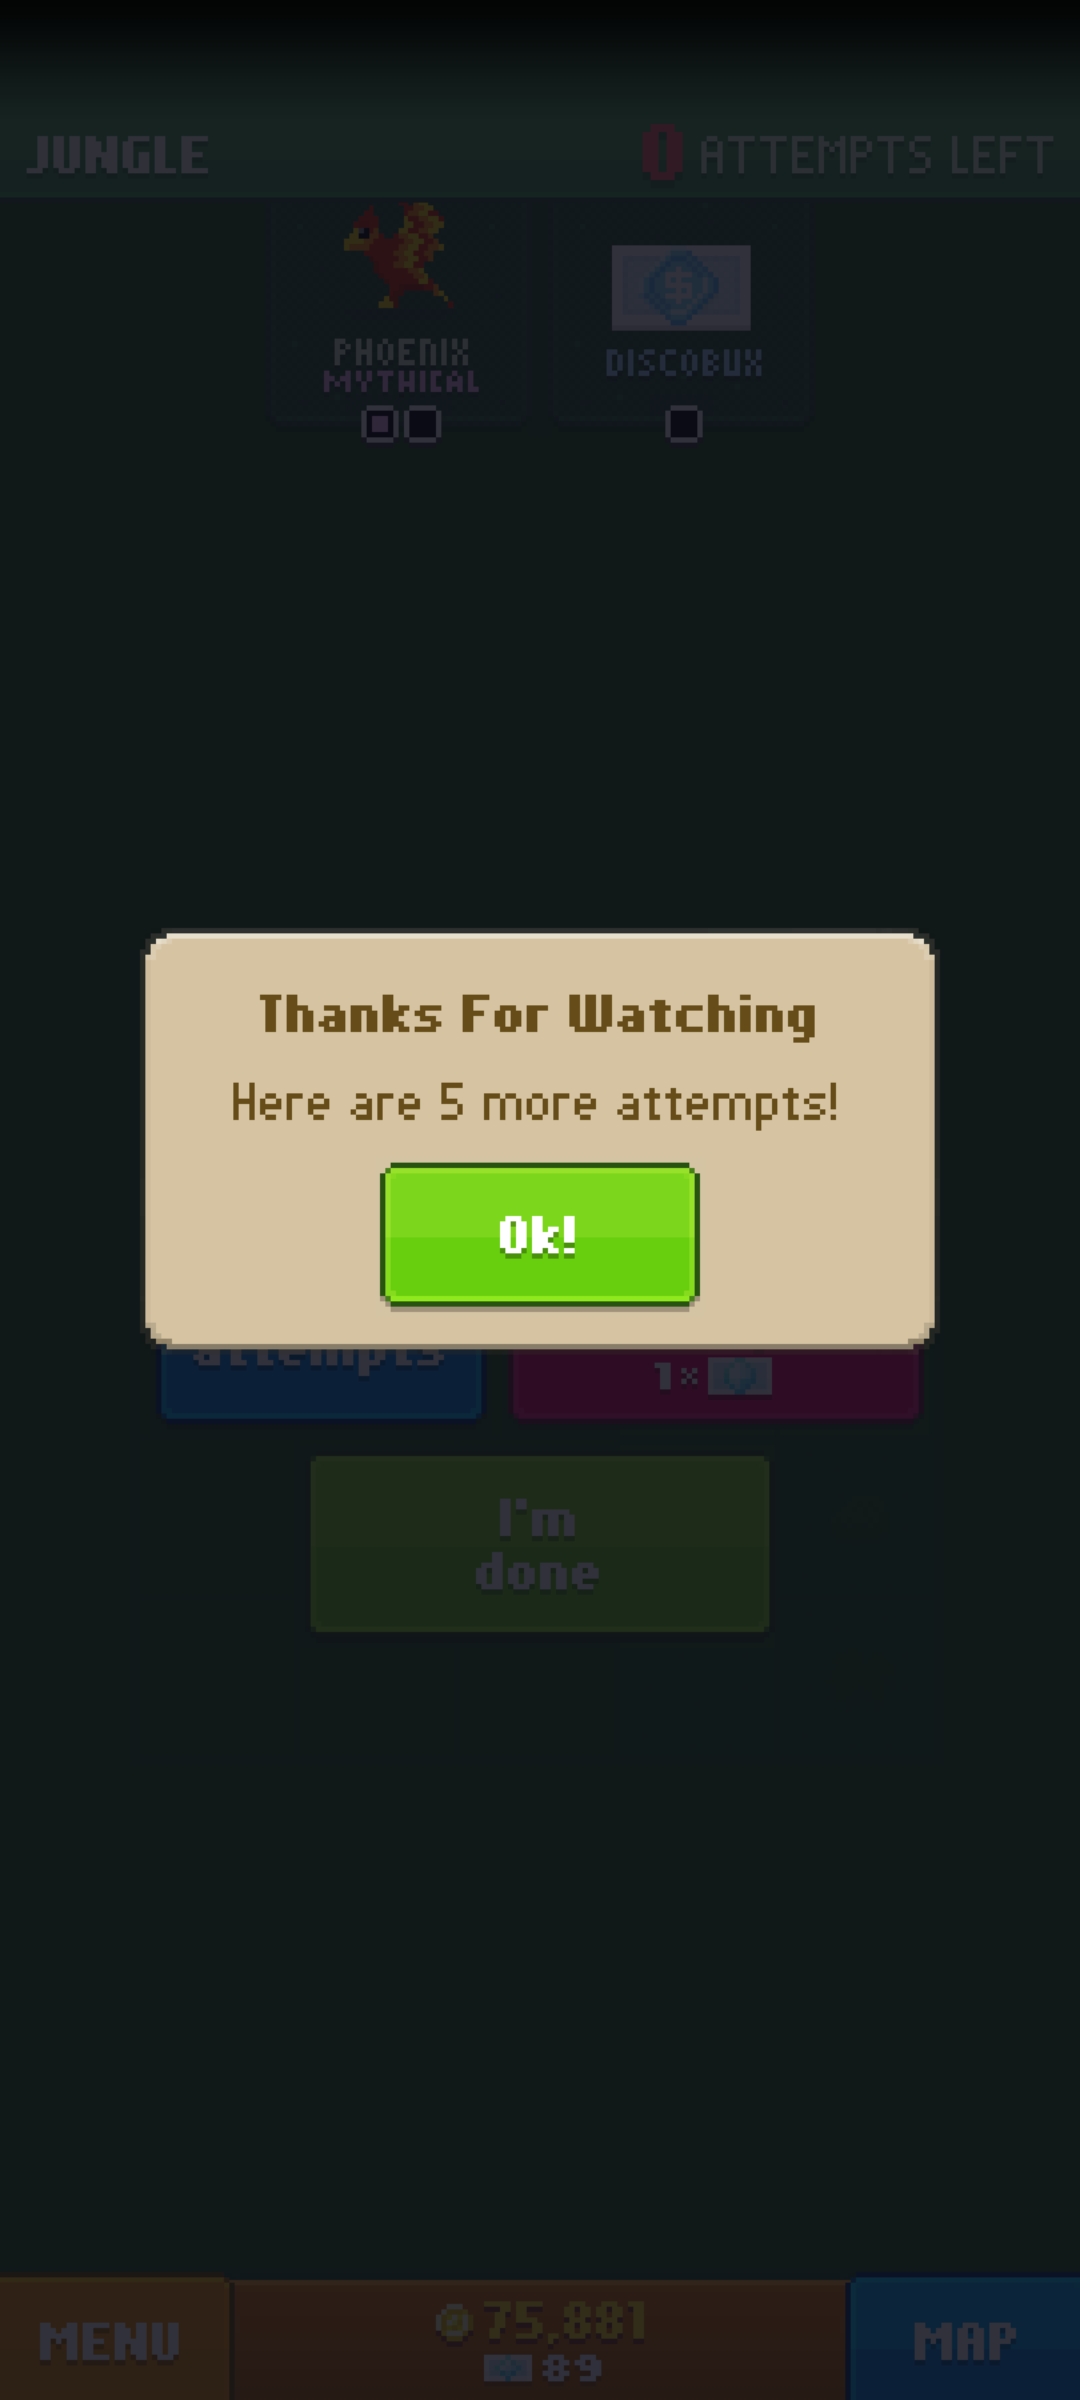 JUNGLE
0 ATTEMPTS LEFT
PHOENIX
MYTHICAL
$
DISCOBUX
Thanks For Watching
Here are 5 more attempts!
Ok!
attempts
1×
I'm
done
MENU
75,881
89
MAP